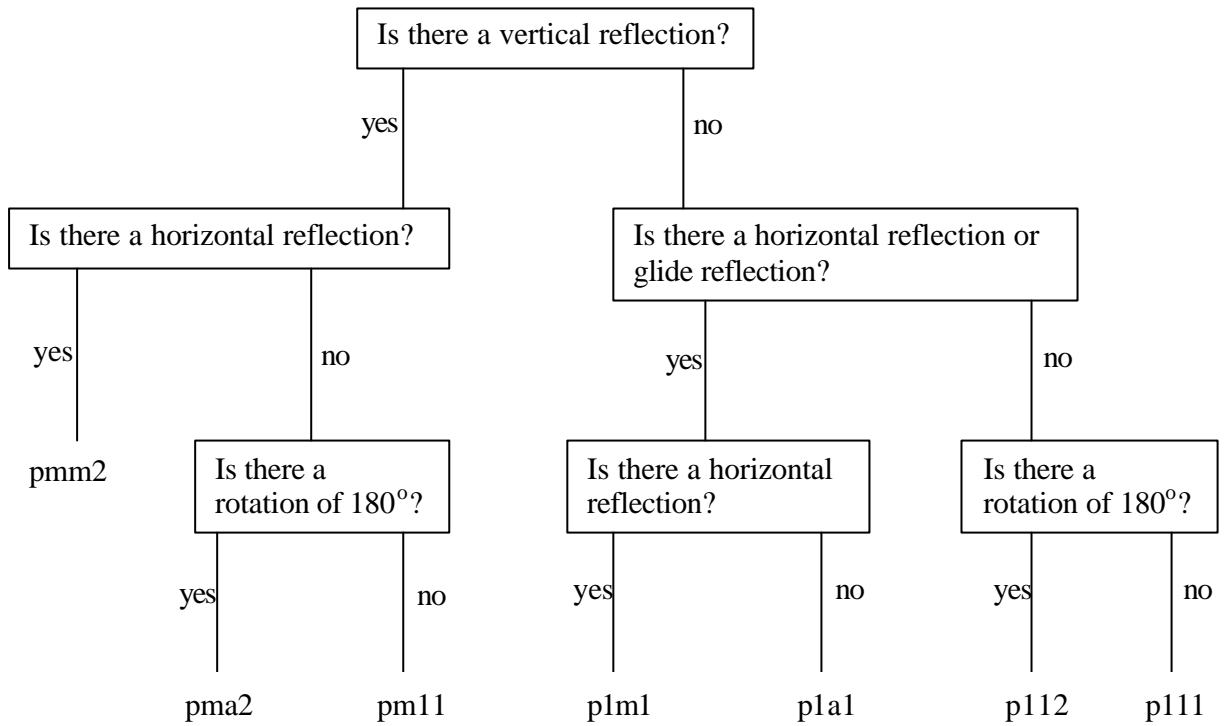 Is there a vertical reflection?
yes
no
Is there a horizontal reflection?
Is there a horizontal reflection or
glide reflection?
yes
no
yes
no
pmm2
Is there a
rotation of 180°?
Is there a horizontal
reflection?
Is there a
rotation of 180°?
yes
no
yes
no
yes
no
pma2
pm11
p1m1
p1a1
p112
p111